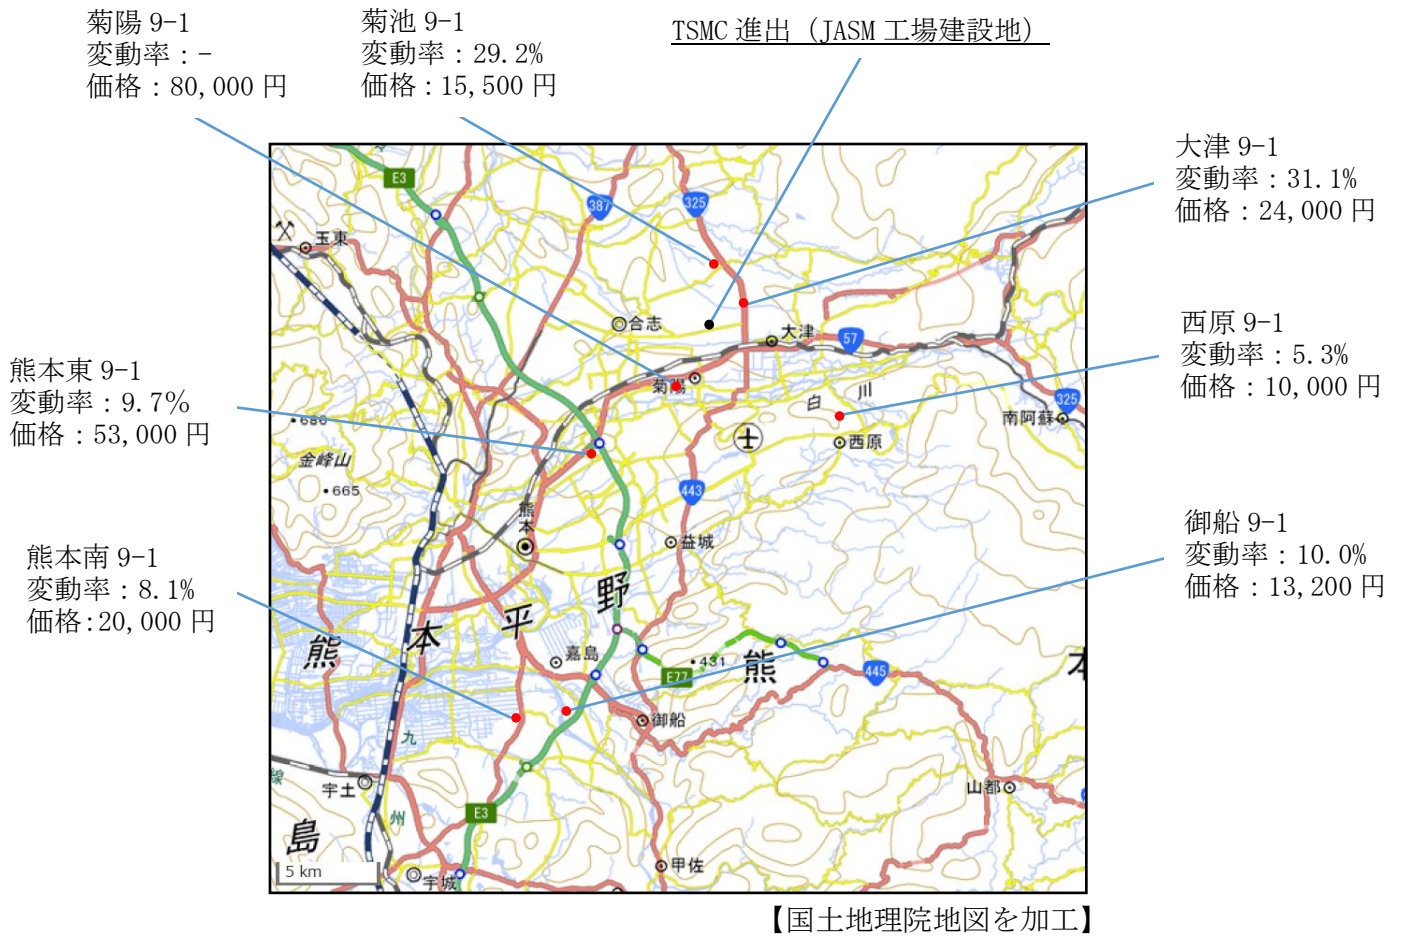 菊陽 9-1
変動率：-
価格：80,000 円
菊池 9-1
変動率：29.2%
価格：15,500 円
TSMC 進出（JASM 工場建設地）
大津 9-1
変動率：31.1%
価格：24,000 円
西原 9-1
変動率：5.3%
価格：10,000 円
熊本東 9-1
変動率：9.7%
価格：53,000 円
熊本南 9-1
変動率：8.1%
価格:20,000 円
御船 9-1
変動率：10.0%
価格：13,200 円
E3
387
325
玉東
合志
大津
57
菊陽
白川
325
南阿蘇
686
金峰山
665
西原
443
熊本
益城
熊本平野
嘉島
431
E77
熊
本
445
御船
九
州
線
宇土
山都
E3
島
甲佐
宇城
5 km
【国土地理院地図を加工】